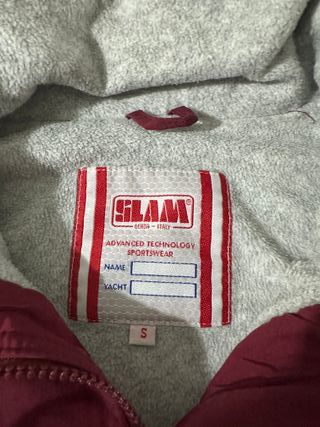 SLAM
GENOA - ITALY
ADVANCED TECHNOLOGY
SPORTSWEAR
NAME
YACHT
S